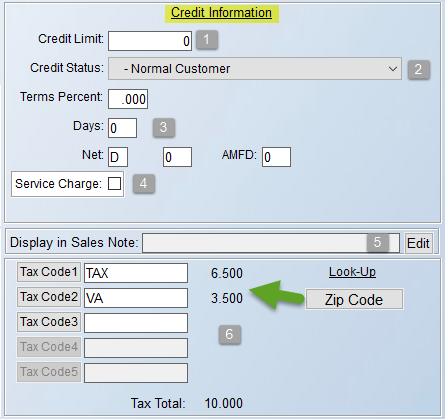 Credit Information
Credit Limit: 0 1
Credit Status: - Normal Customer 2
Terms Percent: .000
Days: 0 3
Net: D 0 AMFD: 0
Service Charge: 4
Display in Sales Note: 5 Edit
Tax Code1 TAX 6.500 Look-Up
Tax Code2 VA 3.500 Zip Code
Tax Code3 6
Tax Code4
Tax Code5
Tax Total: 10.000